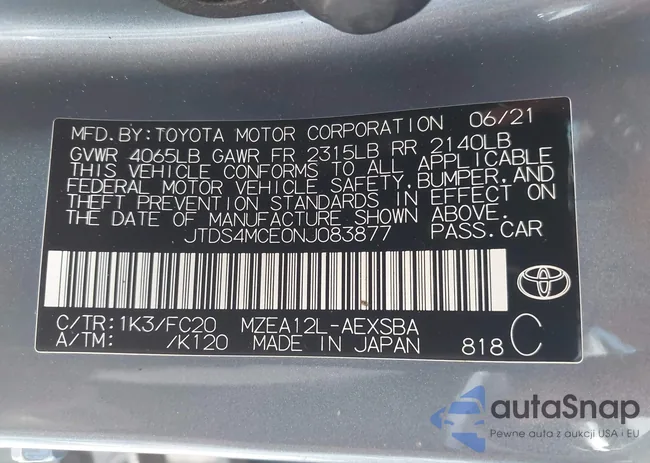 06/21
MFD.BY:TOYOTA MOTOR CORPORATION
GVWR 4065LB GAWR FR 2315LB RR 2140LB
THIS VEHICLE CONFORMS TO ALL APPLICABLE
FEDERAL MOTOR VEHICLE SAFETY,BUMPER,AND
THEFT PREVENTION STANDARDS IN EFFECT ON
THE DATE OF MANUFACTURE SHOWN ABOVE.
JTDS4MCE0NJ083877 PASS.CAR
C/TR:1K3/FC20 MZEA12L-AEXSBA
A/TM: /K120 MADE IN JAPAN 818 C
autaSnap
Pewne auta z aukcji USA i EU